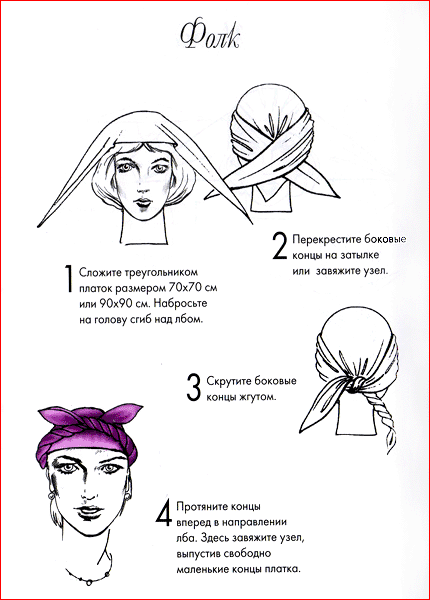 Фолк
1 Сложите треугольником
платок размером 70х70 см
или 90х90 см. Набросьте
на голову сгиб над лбом.
2 Перекрестите боковые
концы на затылке
или завяжите узел.
3 Скрутите боковые
концы жгутом.
4 Протяните концы
вперед в направлении
лба. Здесь завяжите узел,
выпустив свободно
маленькие концы платка.